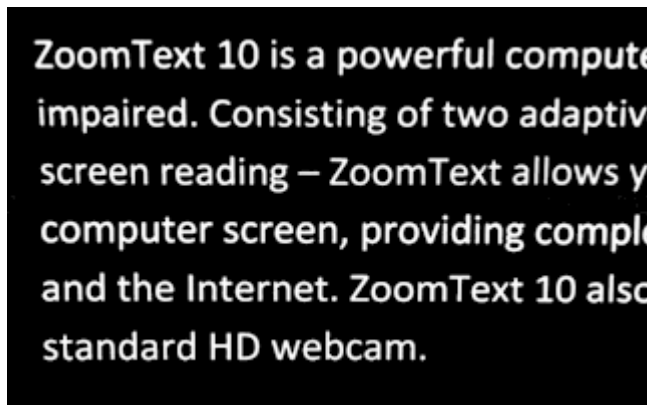 ZoomText 10 is a powerful compute
impaired. Consisting of two adaptiv
screen reading – ZoomText allows y
computer screen, providing comple
and the Internet. ZoomText 10 also
standard HD webcam.